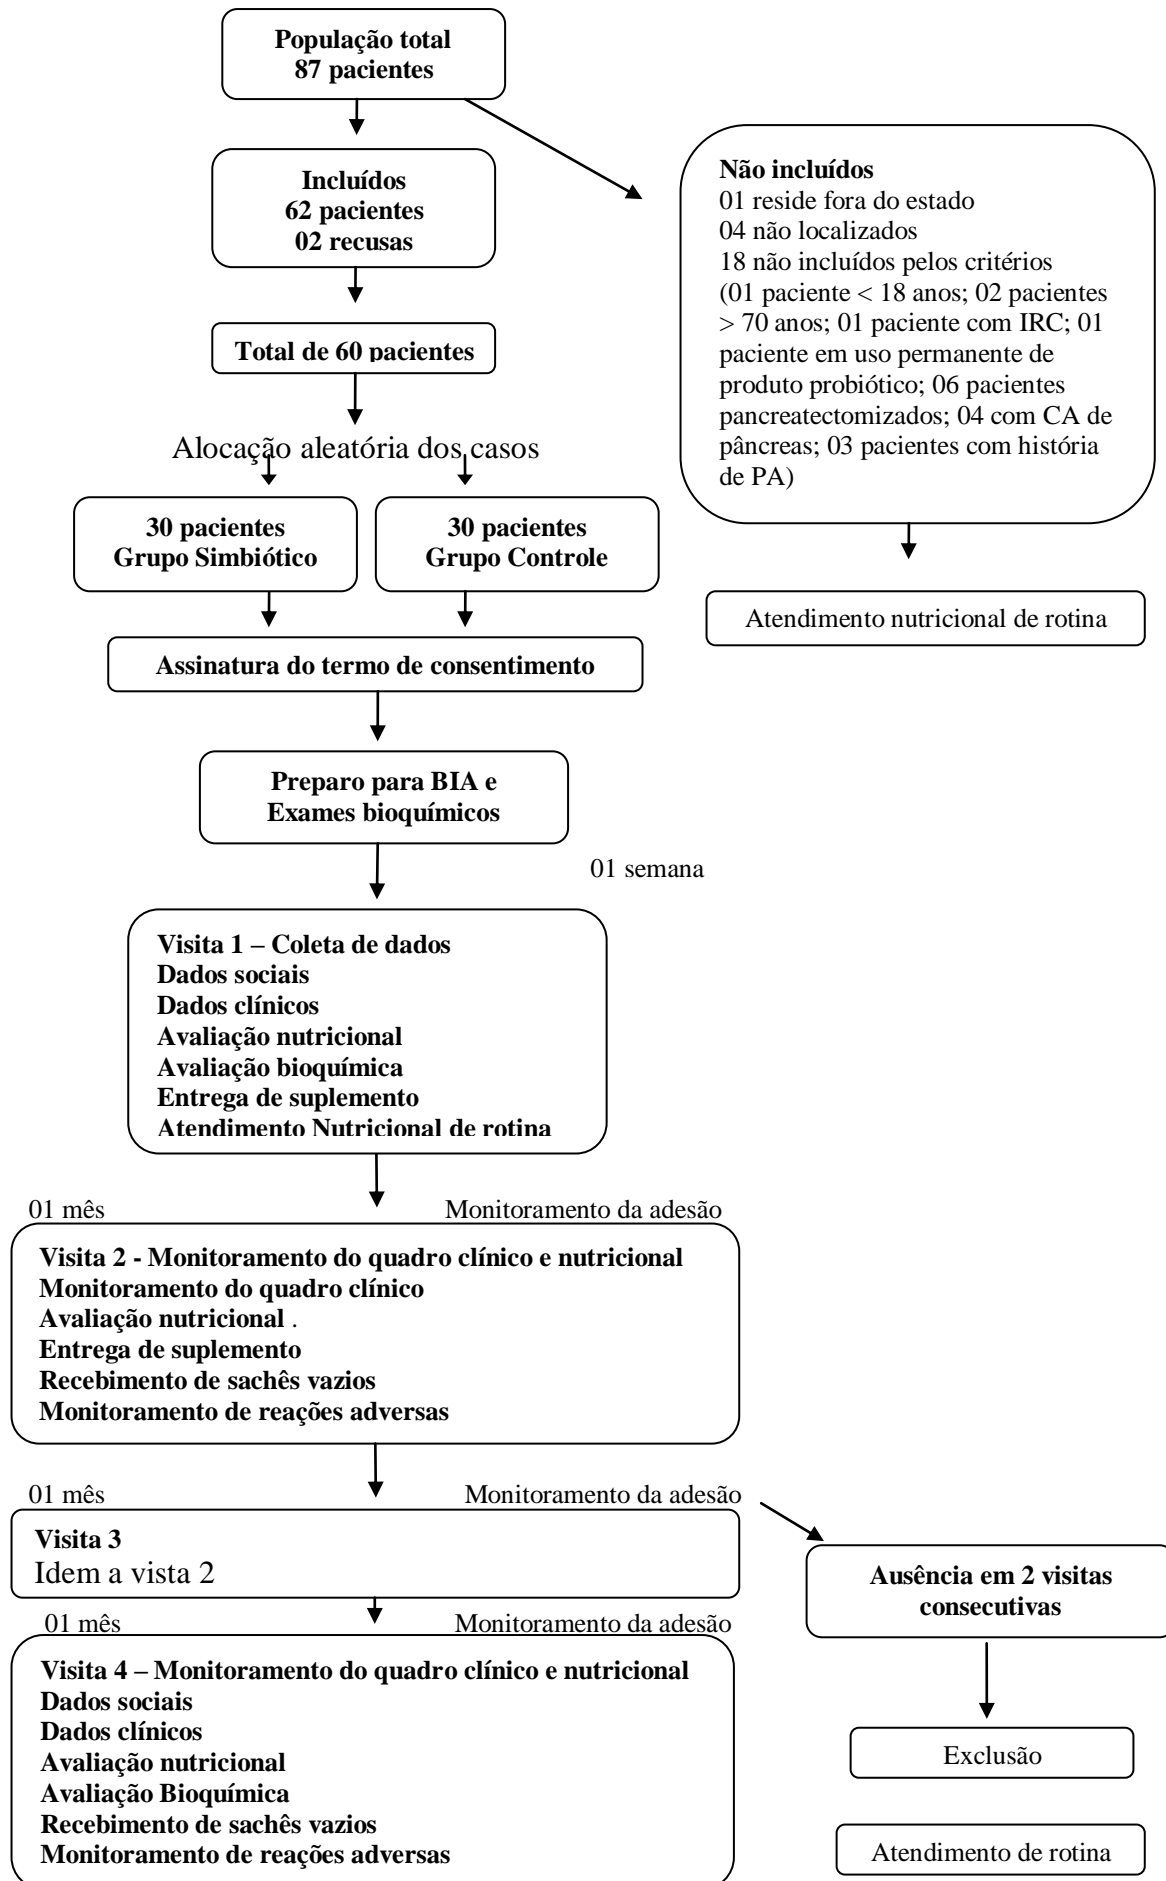 População total
87 pacientes
Incluídos
62 pacientes
02 recusas
Não incluídos
01 reside fora do estado
04 não localizados
18 não incluídos pelos critérios
(01 paciente < 18 anos; 02 pacientes
> 70 anos; 01 paciente com IRC; 01
paciente em uso permanente de
produto probiótico; 06 pacientes
pancreatectomizados; 04 com CA de
pâncreas; 03 pacientes com história
de PA)
Total de 60 pacientes
Alocação aleatória dos casos
30 pacientes
Grupo Simbiótico
30 pacientes
Grupo Controle
Atendimento nutricional de rotina
Assinatura do termo de consentimento
Preparo para BIA e
Exames bioquímicos
01 semana
Visita 1 – Coleta de dados
Dados sociais
Dados clínicos
Avaliação nutricional
Avaliação bioquímica
Entrega de suplemento
Atendimento Nutricional de rotina
01 mês
Monitoramento da adesão
Visita 2 - Monitoramento do quadro clínico e nutricional
Monitoramento do quadro clínico
Avaliação nutricional .
Entrega de suplemento
Recebimento de sachês vazios
Monitoramento de reações adversas
01 mês
Monitoramento da adesão
Visita 3
Idem a vista 2
Ausência em 2 visitas
consecutivas
01 mês
Monitoramento da adesão
Visita 4 – Monitoramento do quadro clínico e nutricional
Dados sociais
Dados clínicos
Avaliação nutricional
Avaliação Bioquímica
Recebimento de sachês vazios
Monitoramento de reações adversas
Exclusão
Atendimento de rotina